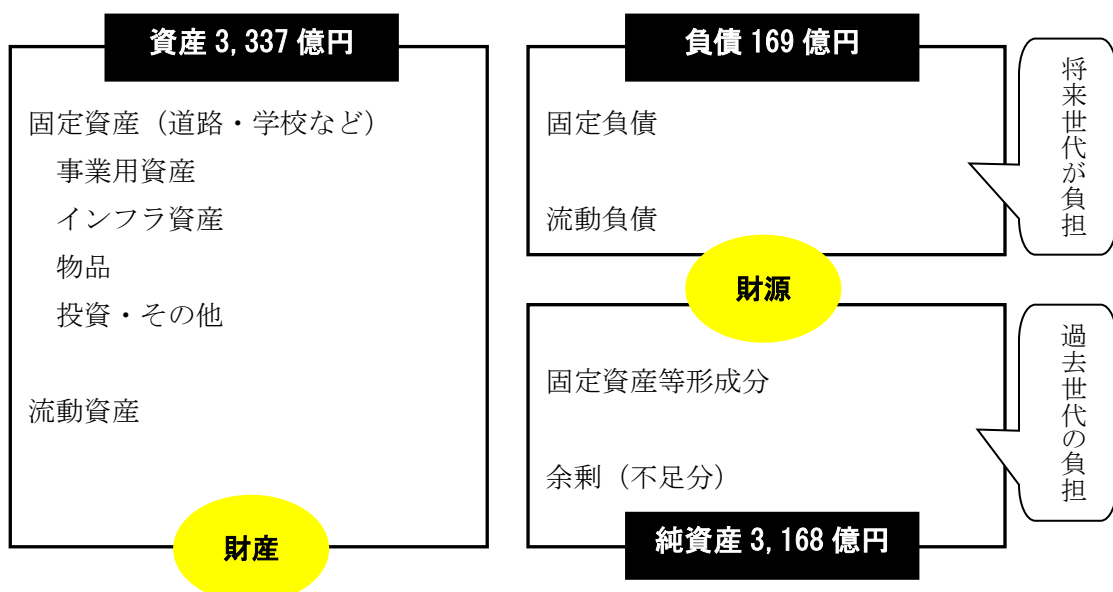 資産 3,337 億円
固定資産（道路・学校など）
事業用資産
インフラ資産
物品
投資・その他
流動資産
財産
負債 169 億円
固定負債
流動負債
将来世代が負担
財源
固定資産等形成分
余剰（不足分）
純資産 3,168 億円
過去世代の負担